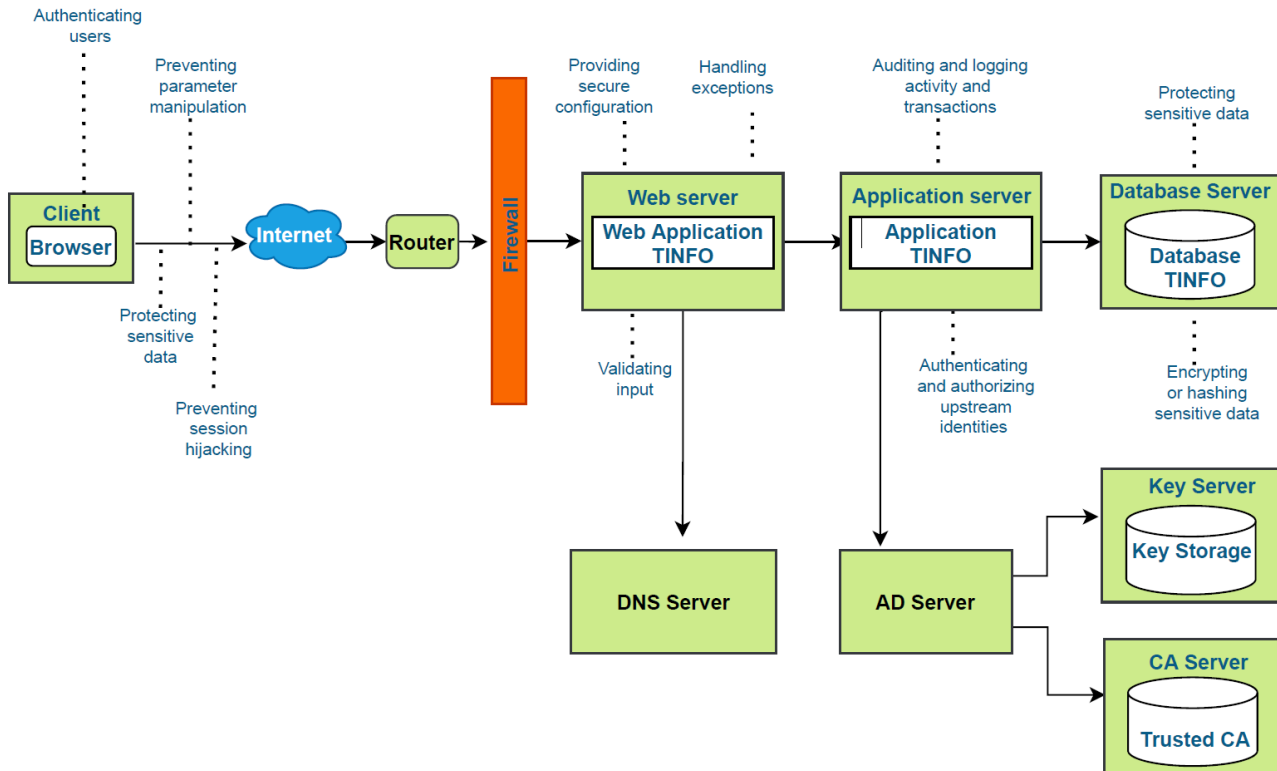 Authenticating
users
Preventing
parameter
manipulation
Providing
secure
configuration
Handling
exceptions
Auditing and logging
activity and
transactions
Protecting
sensitive data
Client
Browser
Internet
Router
Firewall
Web server
Web Application
TINFO
Application server
Application
TINFO
Database Server
Database
TINFO
Protecting
sensitive
data
Preventing
session
hijacking
Validating
input
Authenticating
and authorizing
upstream
identities
Encrypting
or hashing
sensitive data
DNS Server
AD Server
Key Server
Key Storage
CA Server
Trusted CA